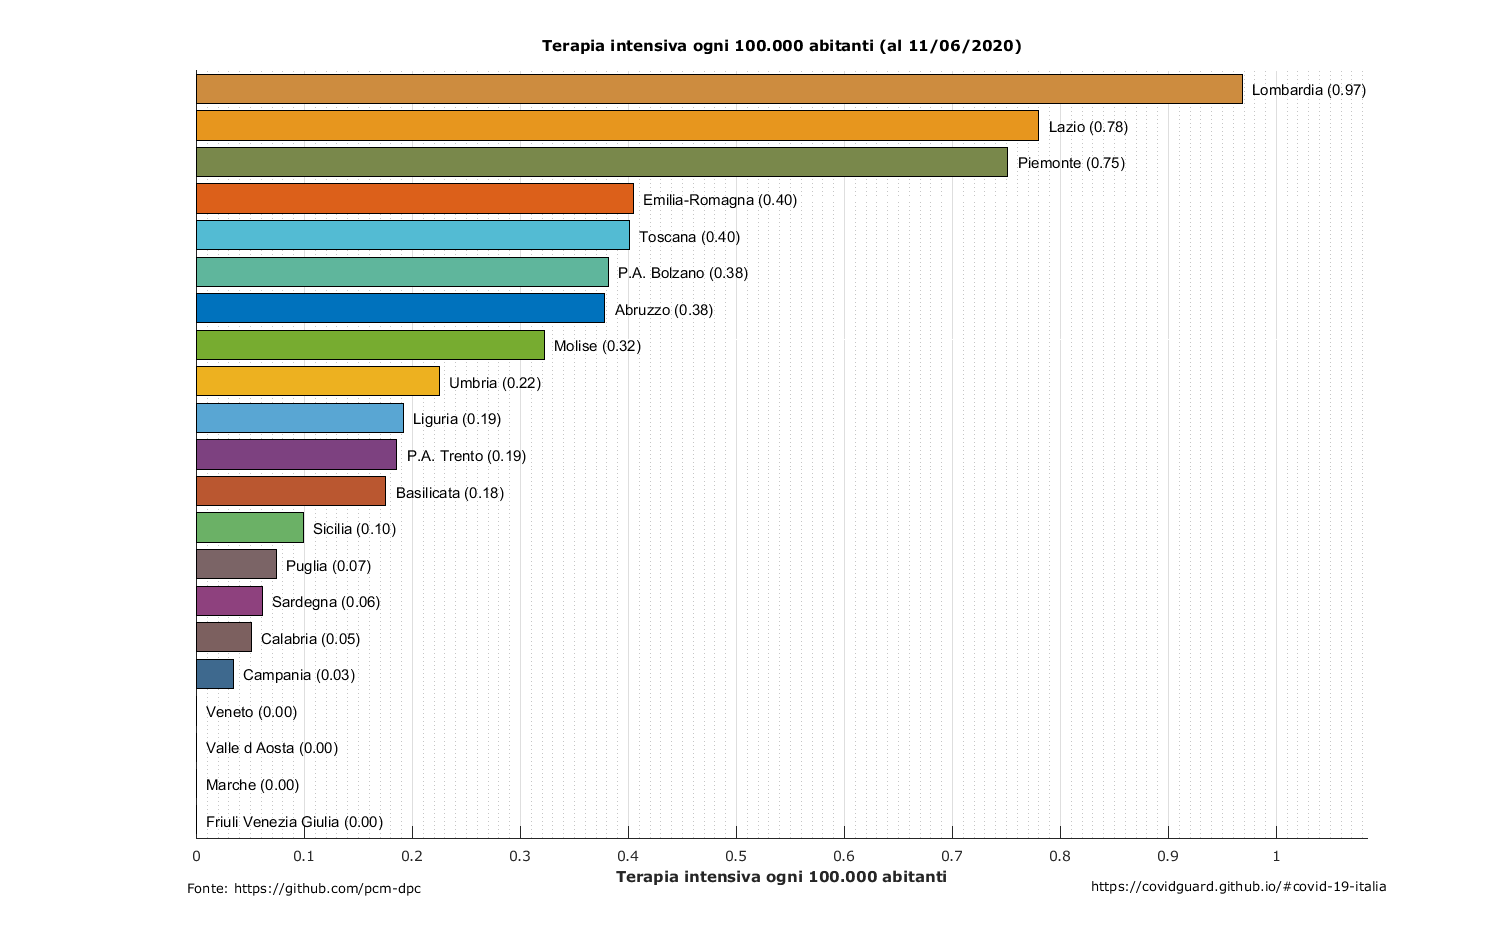 Terapia intensiva ogni 100.000 abitanti (al 11/06/2020)
Lombardia (0.97)
Lazio (0.78)
Piemonte (0.75)
Emilia-Romagna (0.40)
Toscana (0.40)
P.A. Bolzano (0.38)
Abruzzo (0.38)
Molise (0.32)
Umbria (0.22)
Liguria (0.19)
P.A. Trento (0.19)
Basilicata (0.18)
Sicilia (0.10)
Puglia (0.07)
Sardegna (0.06)
Calabria (0.05)
Campania (0.03)
Veneto (0.00)
Valle d Aosta (0.00)
Marche (0.00)
Friuli Venezia Giulia (0.00)
0 0.1 0.2 0.3 0.4 0.5 0.6 0.7 0.8 0.9 1
Terapia intensiva ogni 100.000 abitanti
Fonte: https://github.com/pcm-dpc
https://covidguard.github.io/#covid-19-italia